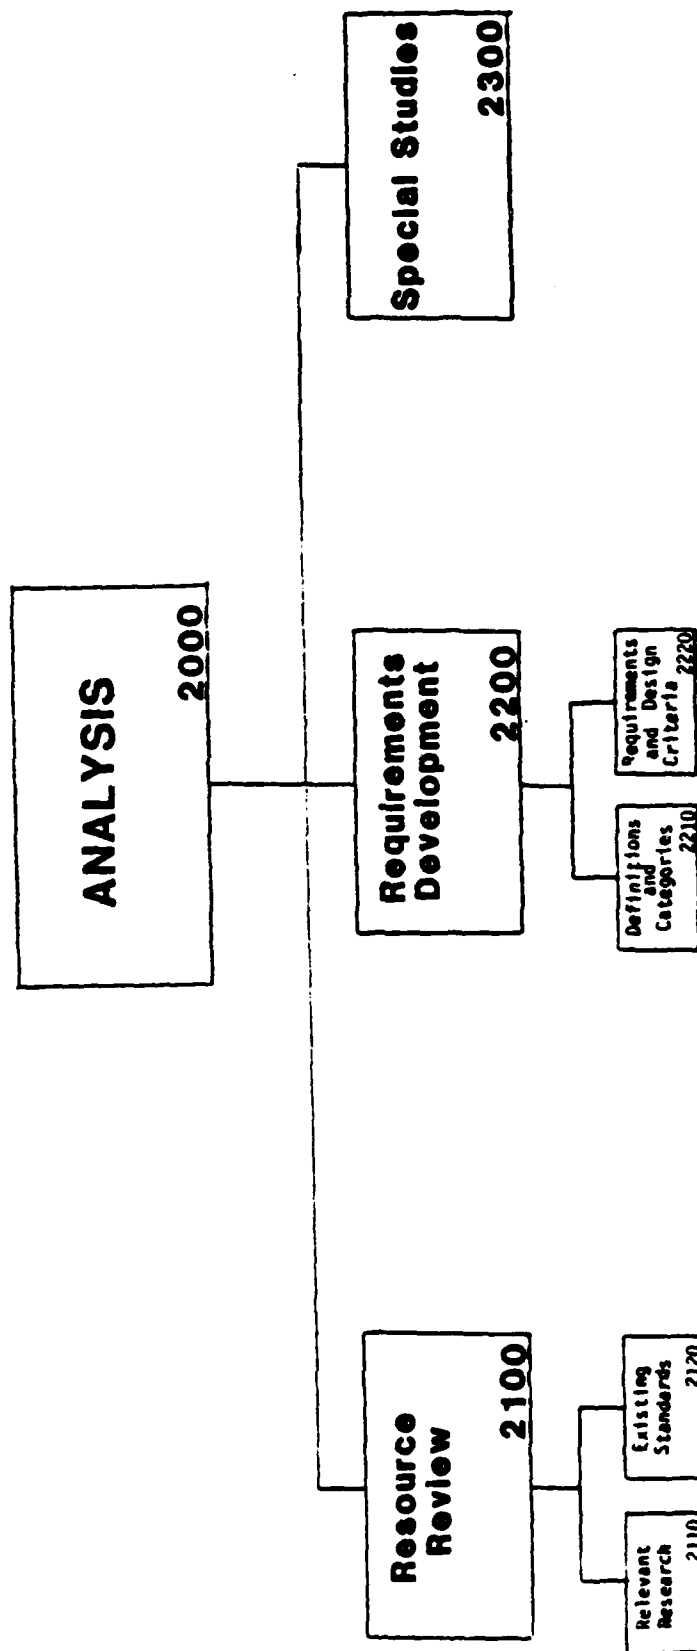 ANALYSIS
2000
Resource
Review
2100
Requirements
Development
2200
Special Studies
2300
Relevant
Research
2110
Existing
Standards
2120
Definitions
and
Categories
2210
Requirements
and Design
Criteria 2220